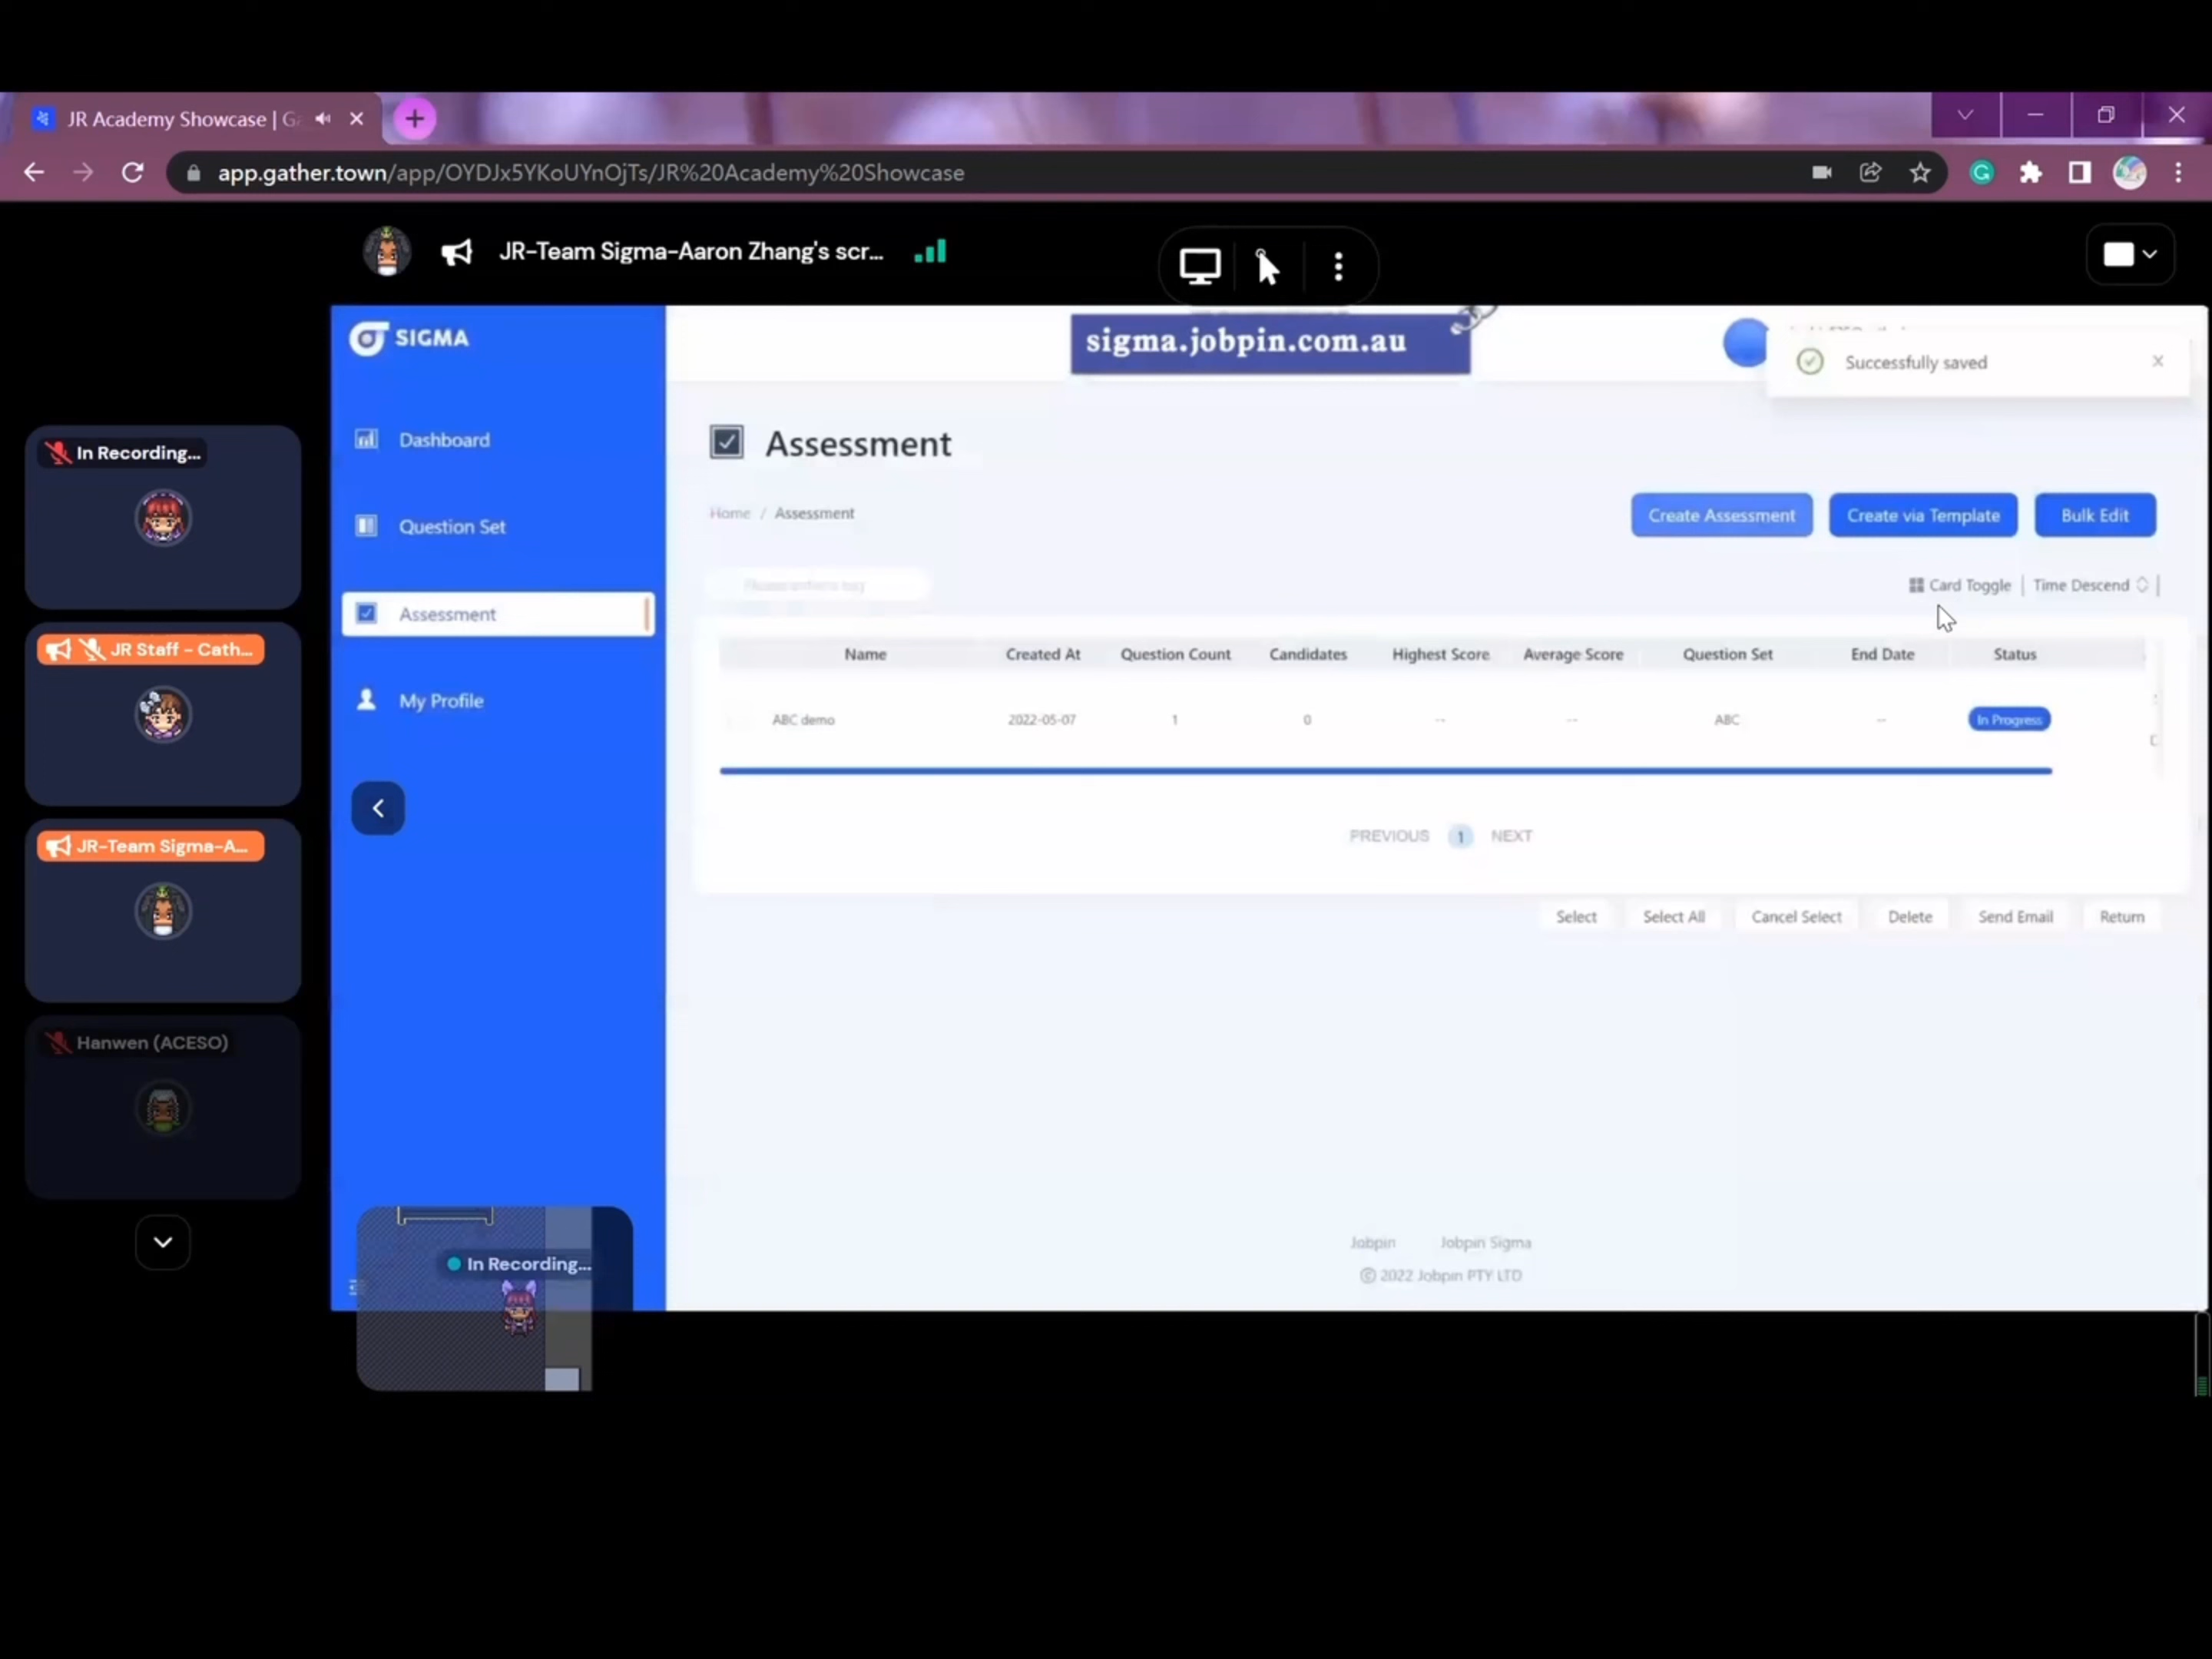 JR Academy Showcase | Ga
app.gather.town/app/OYDJx5YKoUYnOjTs/JR%20Academy%20Showcase
JR-Team Sigma-Aaron Zhang's scr...
SIGMA
sigma.jobpin.com.au
Successfully saved
Dashboard
Question Set
Assessment
My Profile
Assessment
Home / Assessment
Create Assessment
Create via Template
Bulk Edit
Card Toggle | Time Descend
Name Created At Question Count Candidates Highest Score Average Score Question Set End Date Status
ABC demo 2022-05-07 1 0 -- -- ABC -- In Progress
PREVIOUS 1 NEXT
Select Select All Cancel Select Delete Send Email Return
Jobpin Jobpin Sigma
© 2022 Jobpin PTY LTD
In Recording...
JR Staff - Cath...
JR-Team Sigma-A...
Hanwen (ACESO)
In Recording...